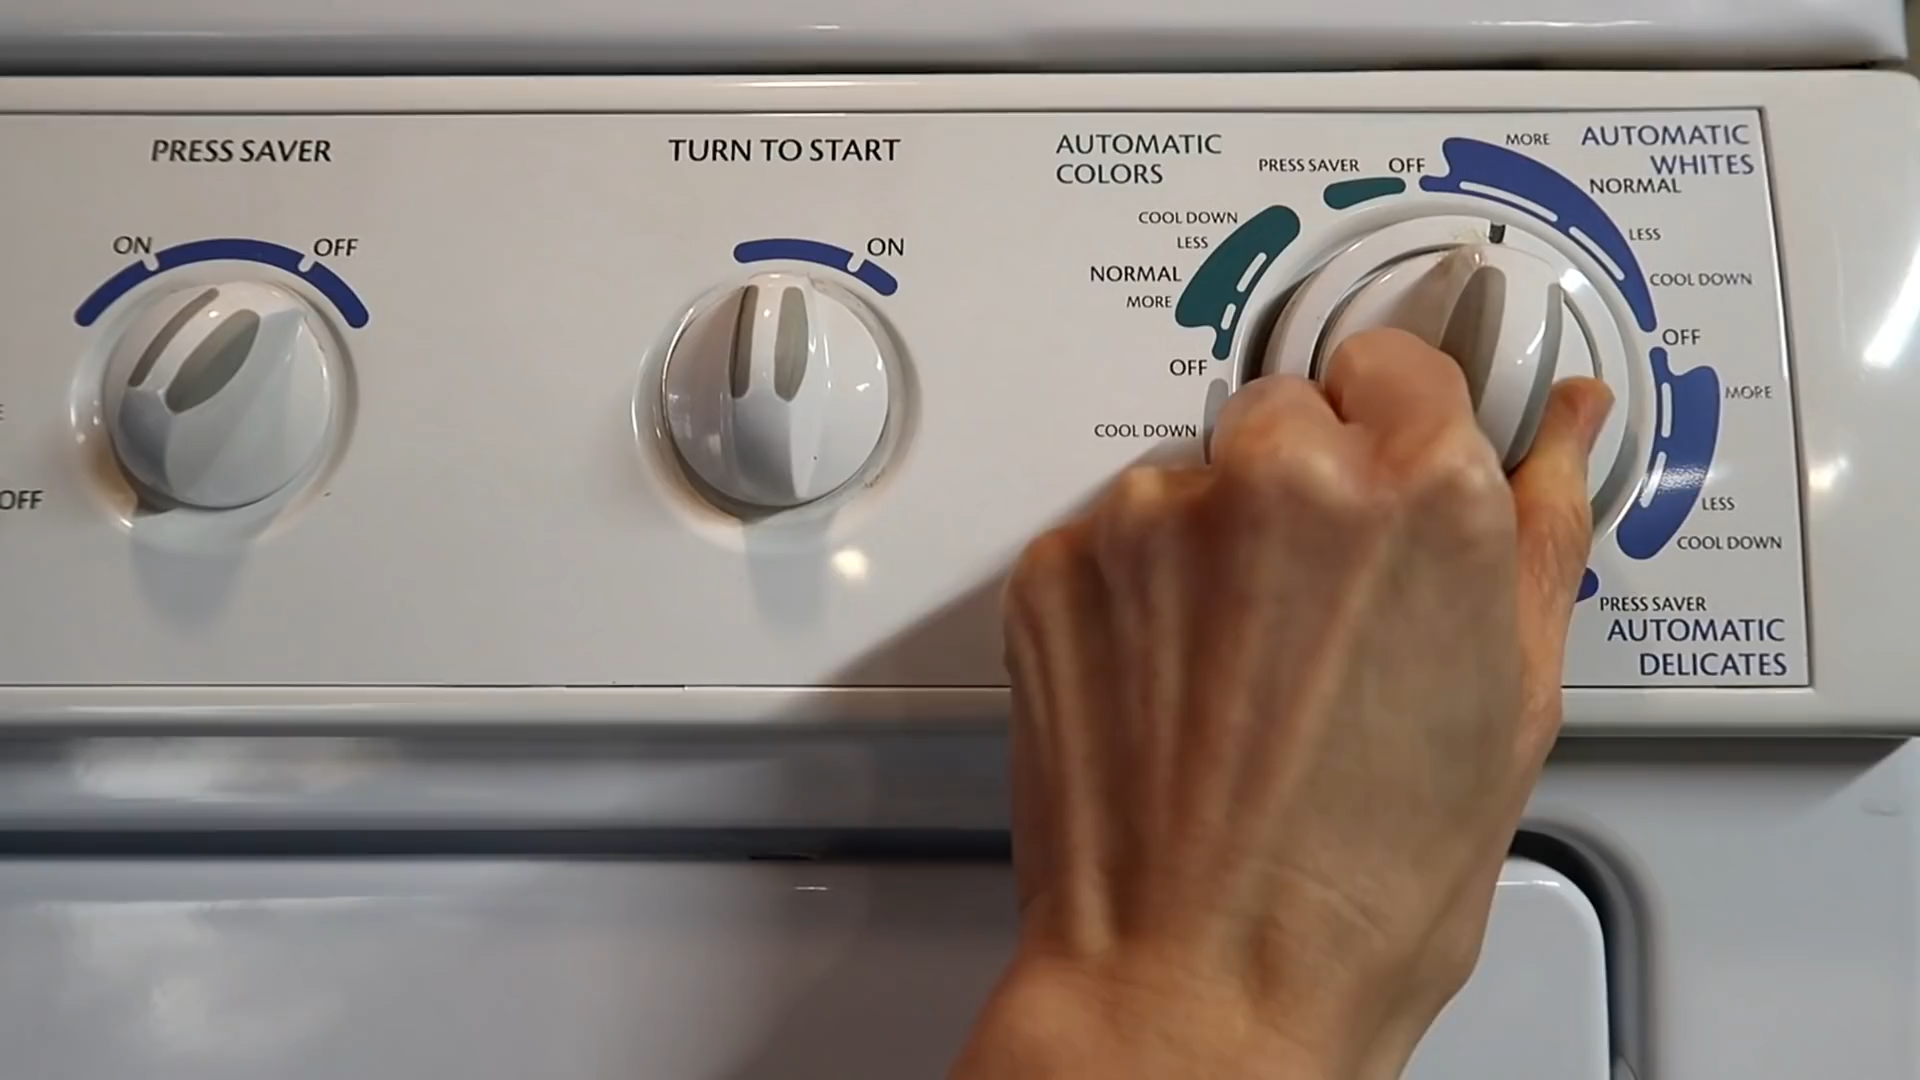 PRESS SAVER
ON
OFF
OFF
TURN TO START
ON
AUTOMATIC
COLORS
PRESS SAVER
OFF
COOL DOWN
LESS
NORMAL
MORE
OFF
COOL DOWN
MORE
AUTOMATIC
WHITES
NORMAL
LESS
COOL DOWN
OFF
MORE
LESS
COOL DOWN
PRESS SAVER
AUTOMATIC
DELICATES